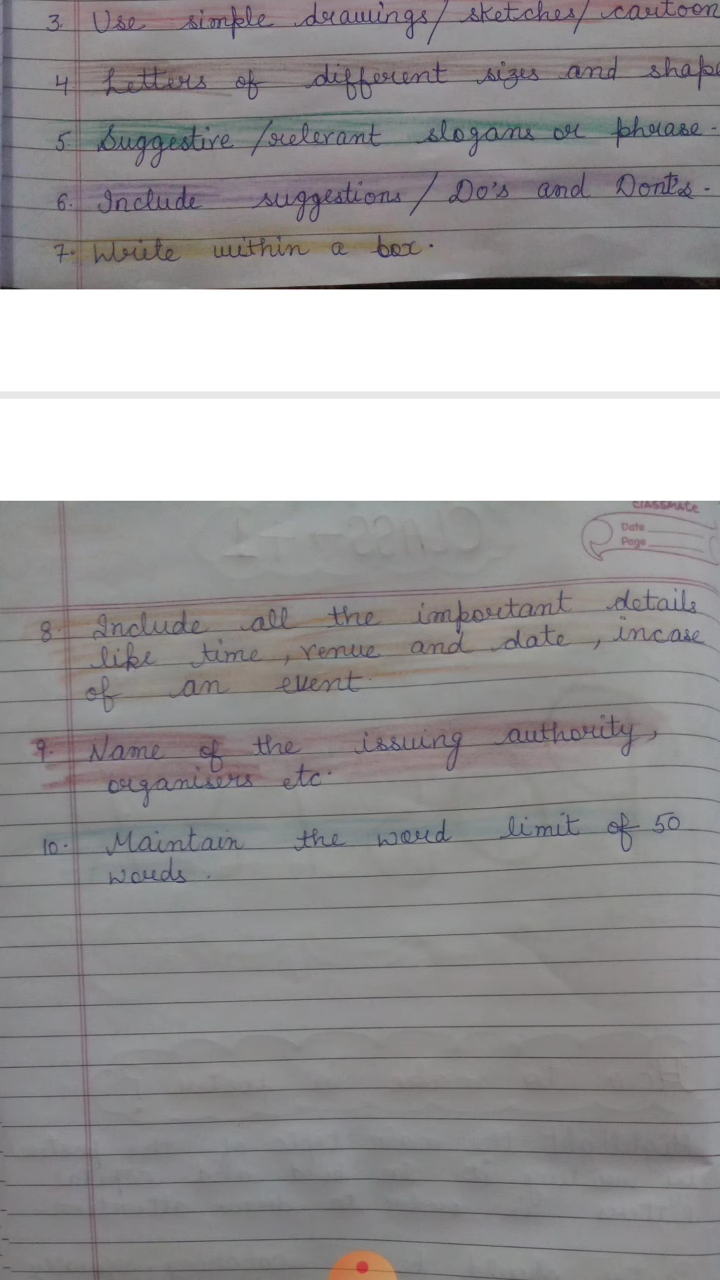 3. Use simple drawings/ sketches/ cartoon
4 Letters of different sizes and shape
5. Suggestive /relevant slogans or phrase.
6. Include suggestions / Do's and Dont's.
7. Write within a box.
CLASSMATE
Date
Page
8. Include all the important details
like time, venue and date, incase
of an event.
9. Name of the issuing authority,
organisers etc.
10. Maintain the word limit of 50
words.